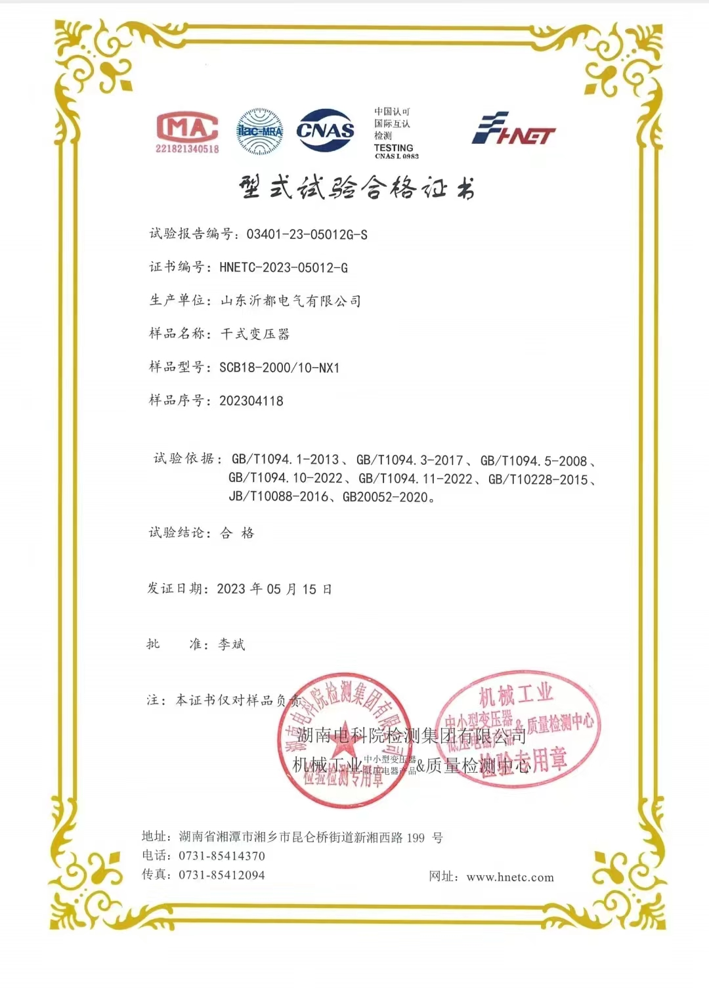 MA
221821340518
ilac-MRA
CNAS
中国认可
国际互认
检测
TESTING
CNAS L 0983
HNET
型式试验合格证书
试验报告编号：03401-23-05012G-S
证书编号：HNETC-2023-05012-G
生产单位：山东沂都电气有限公司
样品名称：干式变压器
样品型号：SCB18-2000/10-NX1
样品序号：202304118
试验依据：GB/T1094.1-2013、GB/T1094.3-2017、GB/T1094.5-2008、
GB/T1094.10-2022、GB/T1094.11-2022、GB/T10228-2015、
JB/T10088-2016、GB20052-2020。
试验结论：合 格
发证日期：2023 年 05 月 15 日
批 准：李斌
注：本证书仅对样品负责
湖南电科院检测集团有限公司
机械工业中小型变压器低压电器产品&质量检测中心
湖南电科院检测集团有限公司
检验检测专用章
机械工业
中小型变压器
低压电器产品
&质量检测中心
检验专用章
地址：湖南省湘潭市湘乡市昆仑桥街道新湘西路 199 号
电话：0731-85414370
传真：0731-85412094
网址：www.hnetc.com